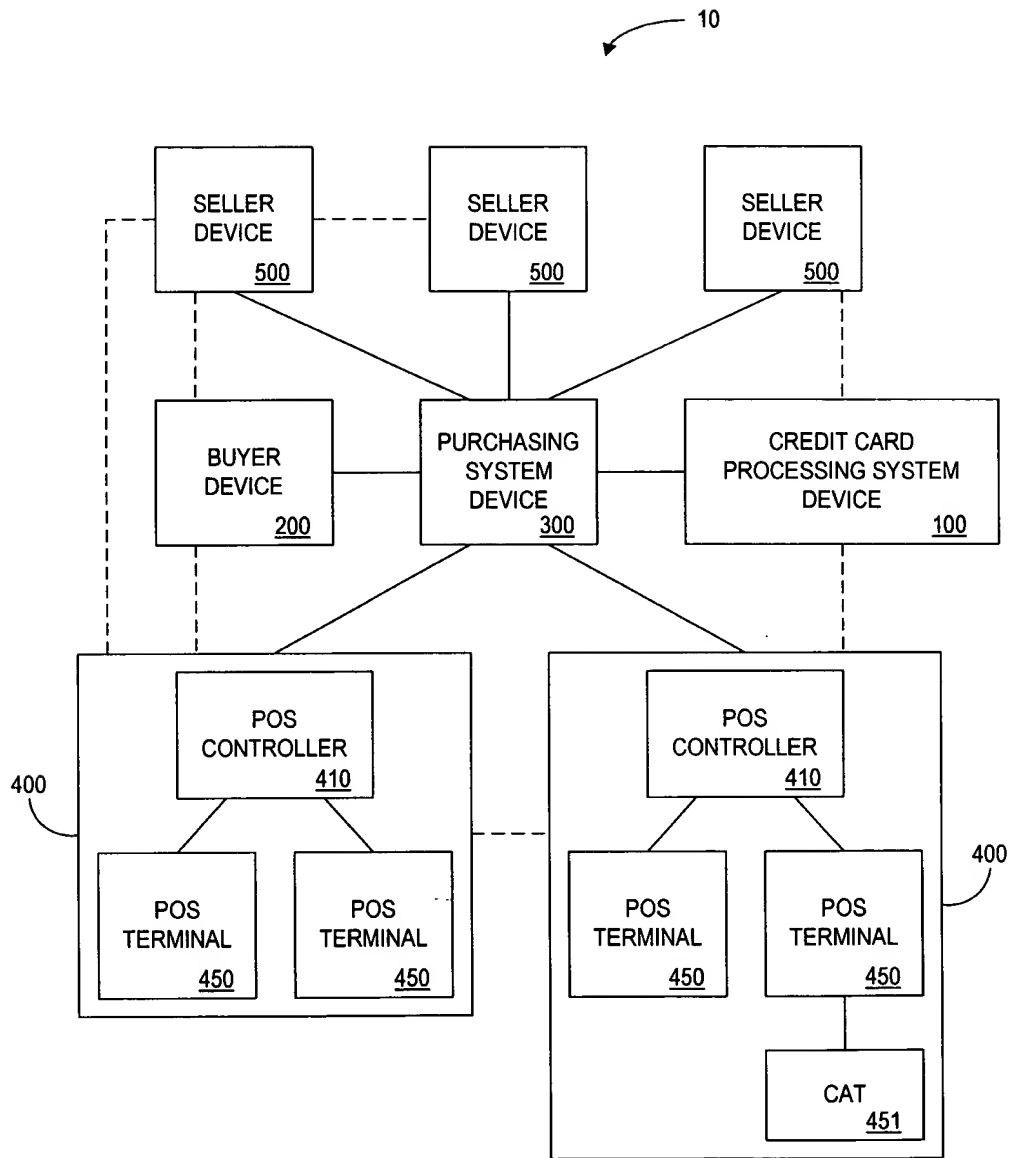 10
SELLER
DEVICE
500
SELLER
DEVICE
500
SELLER
DEVICE
500
BUYER
DEVICE
200
PURCHASING
SYSTEM
DEVICE
300
CREDIT CARD
PROCESSING SYSTEM
DEVICE
100
400
POS
CONTROLLER
410
POS
TERMINAL
450
POS
TERMINAL
450
POS
CONTROLLER
410
400
POS
TERMINAL
450
POS
TERMINAL
450
CAT
451